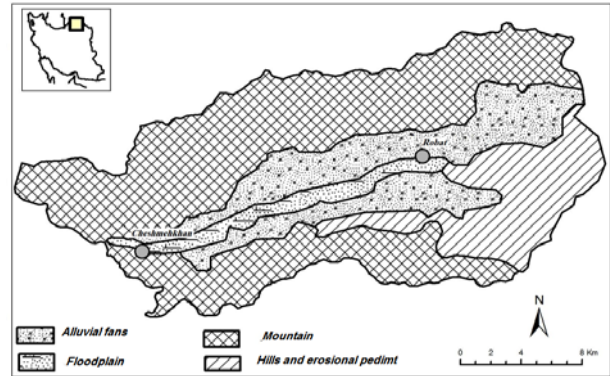 Robat
Cheshmehkhan
N
Alluvial fans
Mountain
Floodplain
Hills and erosional pedimt
0 2 4 8 Km